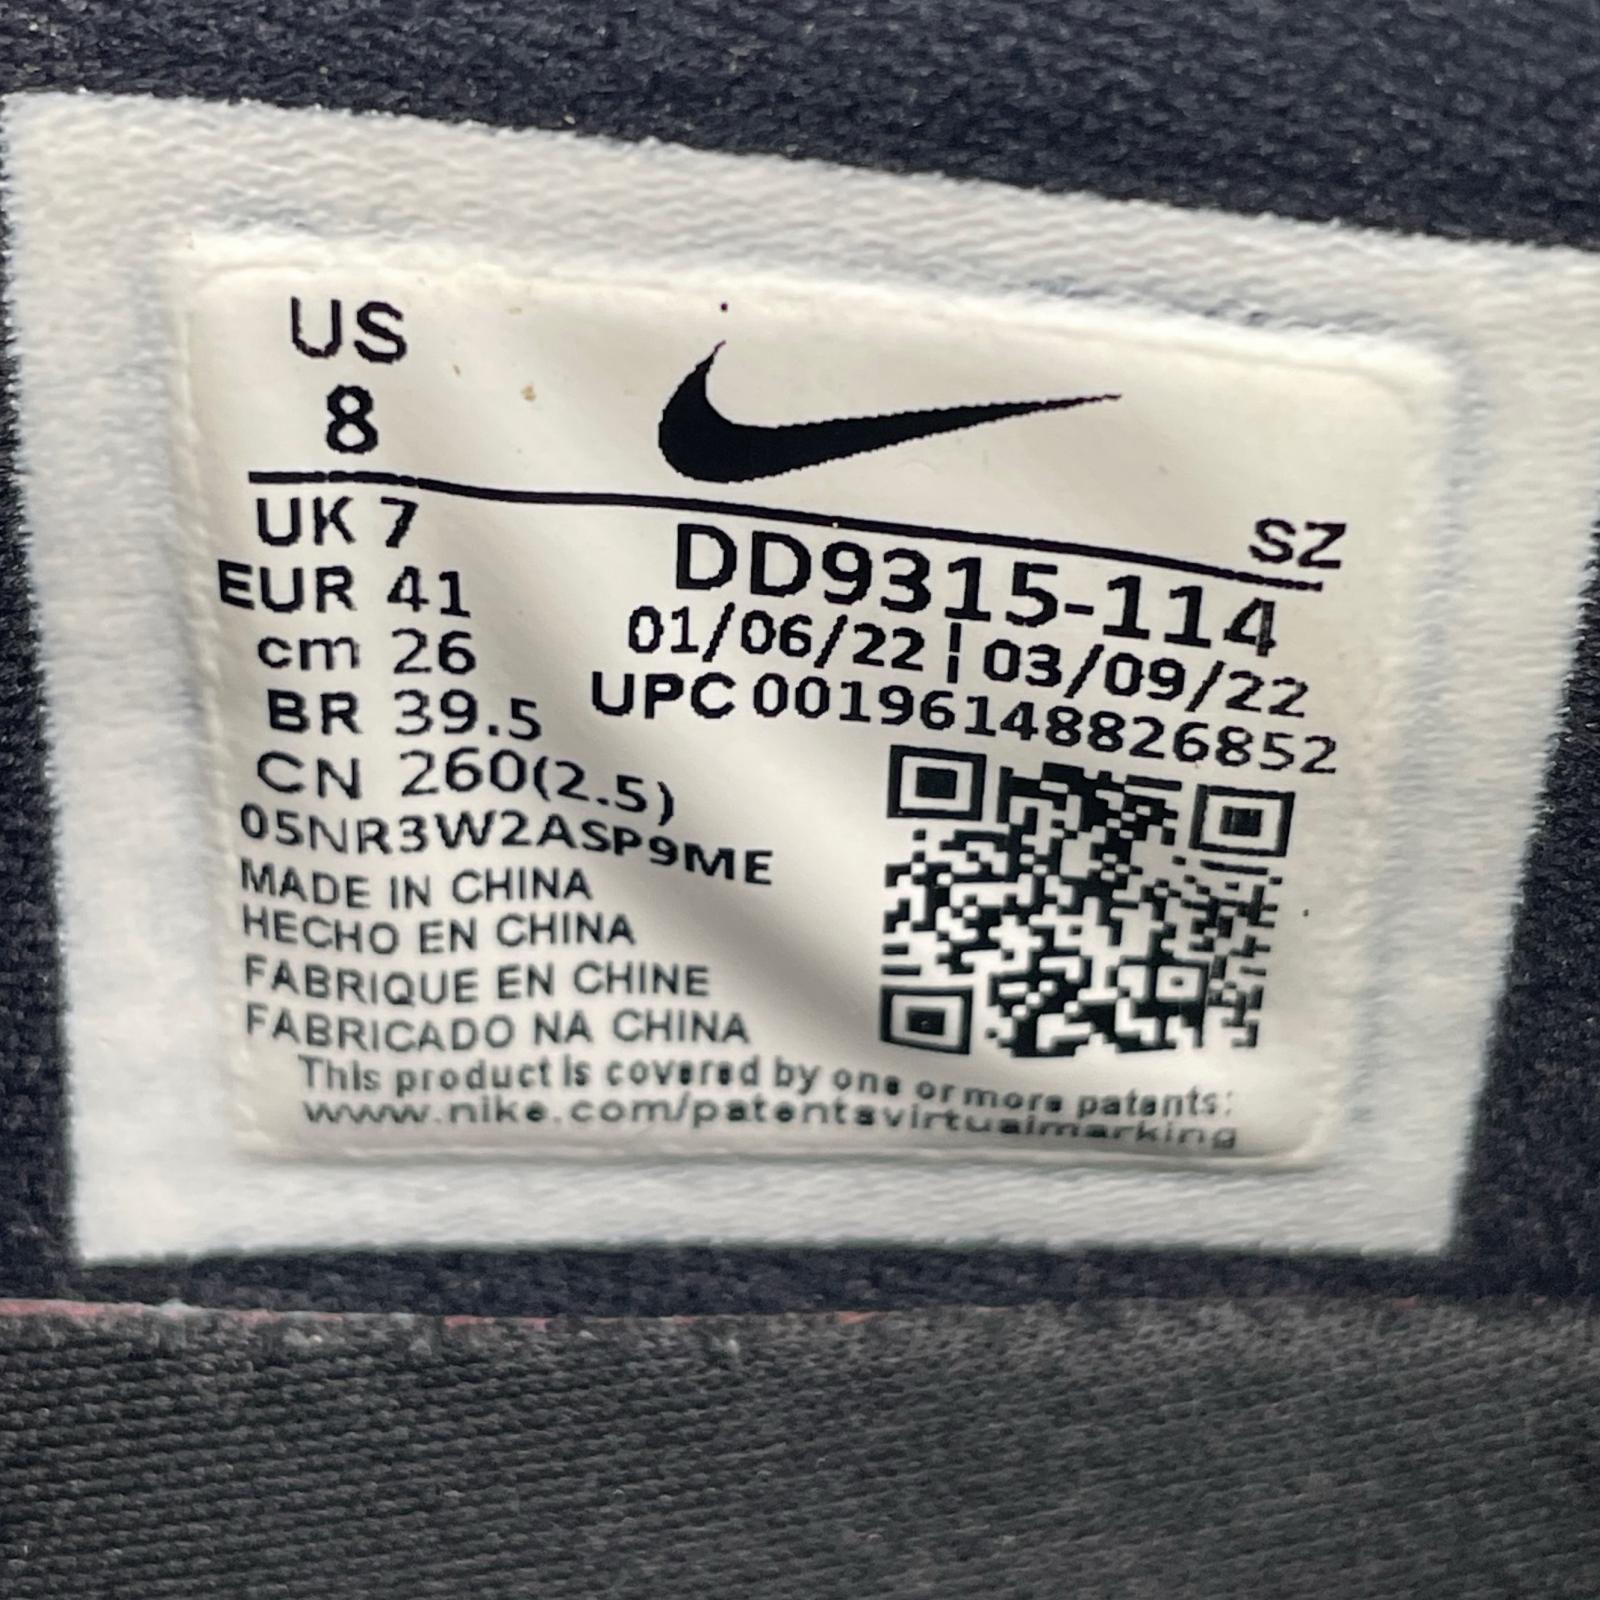 US
8
SZ
UK 7
EUR 41
cm 26
BR 39.5
CN 260(2.5)
DD9315-114
01/06/22 ¦ 03/09/22
UPC 00196148826852
05NR3W2ASP9ME
MADE IN CHINA
HECHO EN CHINA
FABRIQUE EN CHINE
FABRICADO NA CHINA
This product is covered by one or more patents:
www.nike.com/patentsvirtualmarking